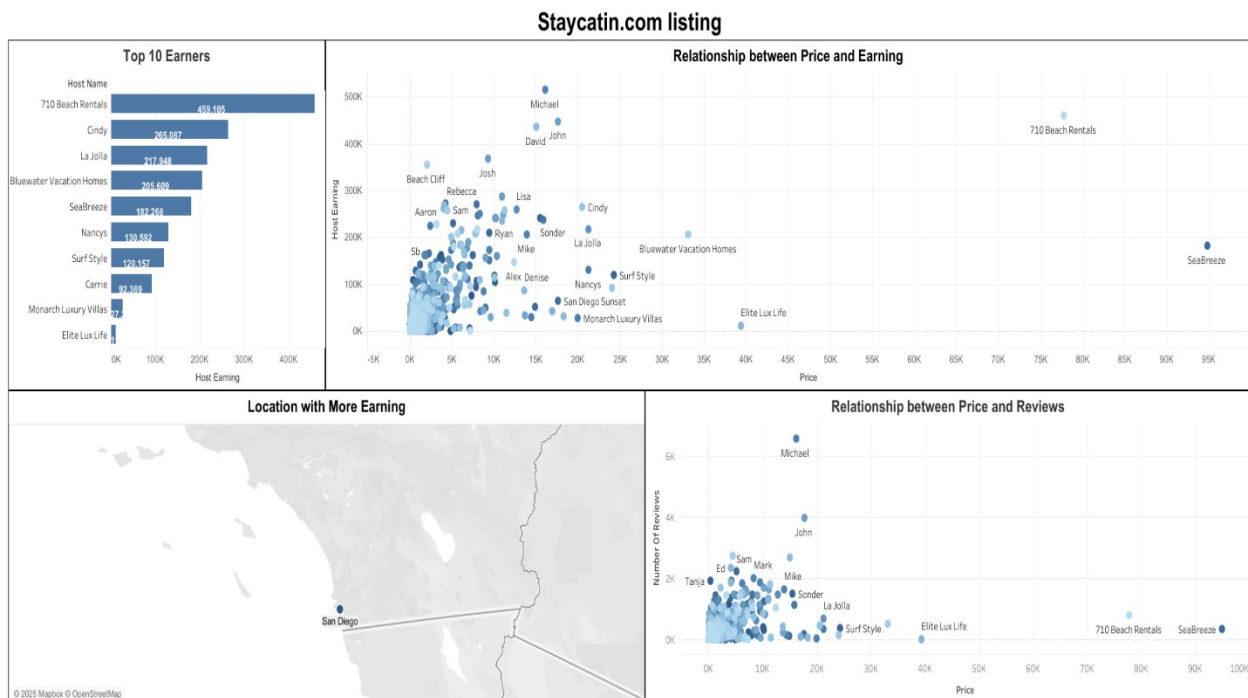 Staycatin.com listing
Top 10 Earners
Host Name
710 Beach Rentals
459,105
Cindy
265,087
La Jolla
217,948
Bluewater Vacation Homes
205,609
SeaBreeze
182,266
Nancys
130,592
Surf Style
120,157
Carrie
92,369
Monarch Luxury Villas
Elite Lux Life
0K 100K 200K 300K 400K
Host Earning
Relationship between Price and Earning
Host_Earning
500K
400K
300K
200K
100K
0K
Michael
John
David
710 Beach Rentals
Josh
Beach Cliff
Rebecca
Lisa
Aaron
Sam
Cindy
Ryan
Sonder
Mike
La Jolla
Bluewater Vacation Homes
Sb
SeaBreeze
Alex
Denise
Nancys
Surf Style
San Diego Sunset
Monarch Luxury Villas
Elite Lux Life
-5K 0K 5K 10K 15K 20K 25K 30K 35K 40K 45K 50K 55K 60K 65K 70K 75K 80K 85K 90K 95K
Price
Location with More Earning
San Diego
© 2025 Mapbox © OpenStreetMap
Relationship between Price and Reviews
Number Of Reviews
6K
4K
2K
0K
Michael
John
Sam
Ed
Mark
Tanja
Mike
Sonder
La Jolla
Surf Style
Elite Lux Life
710 Beach Rentals
SeaBreeze
0K 10K 20K 30K 40K 50K 60K 70K 80K 90K 100K
Price